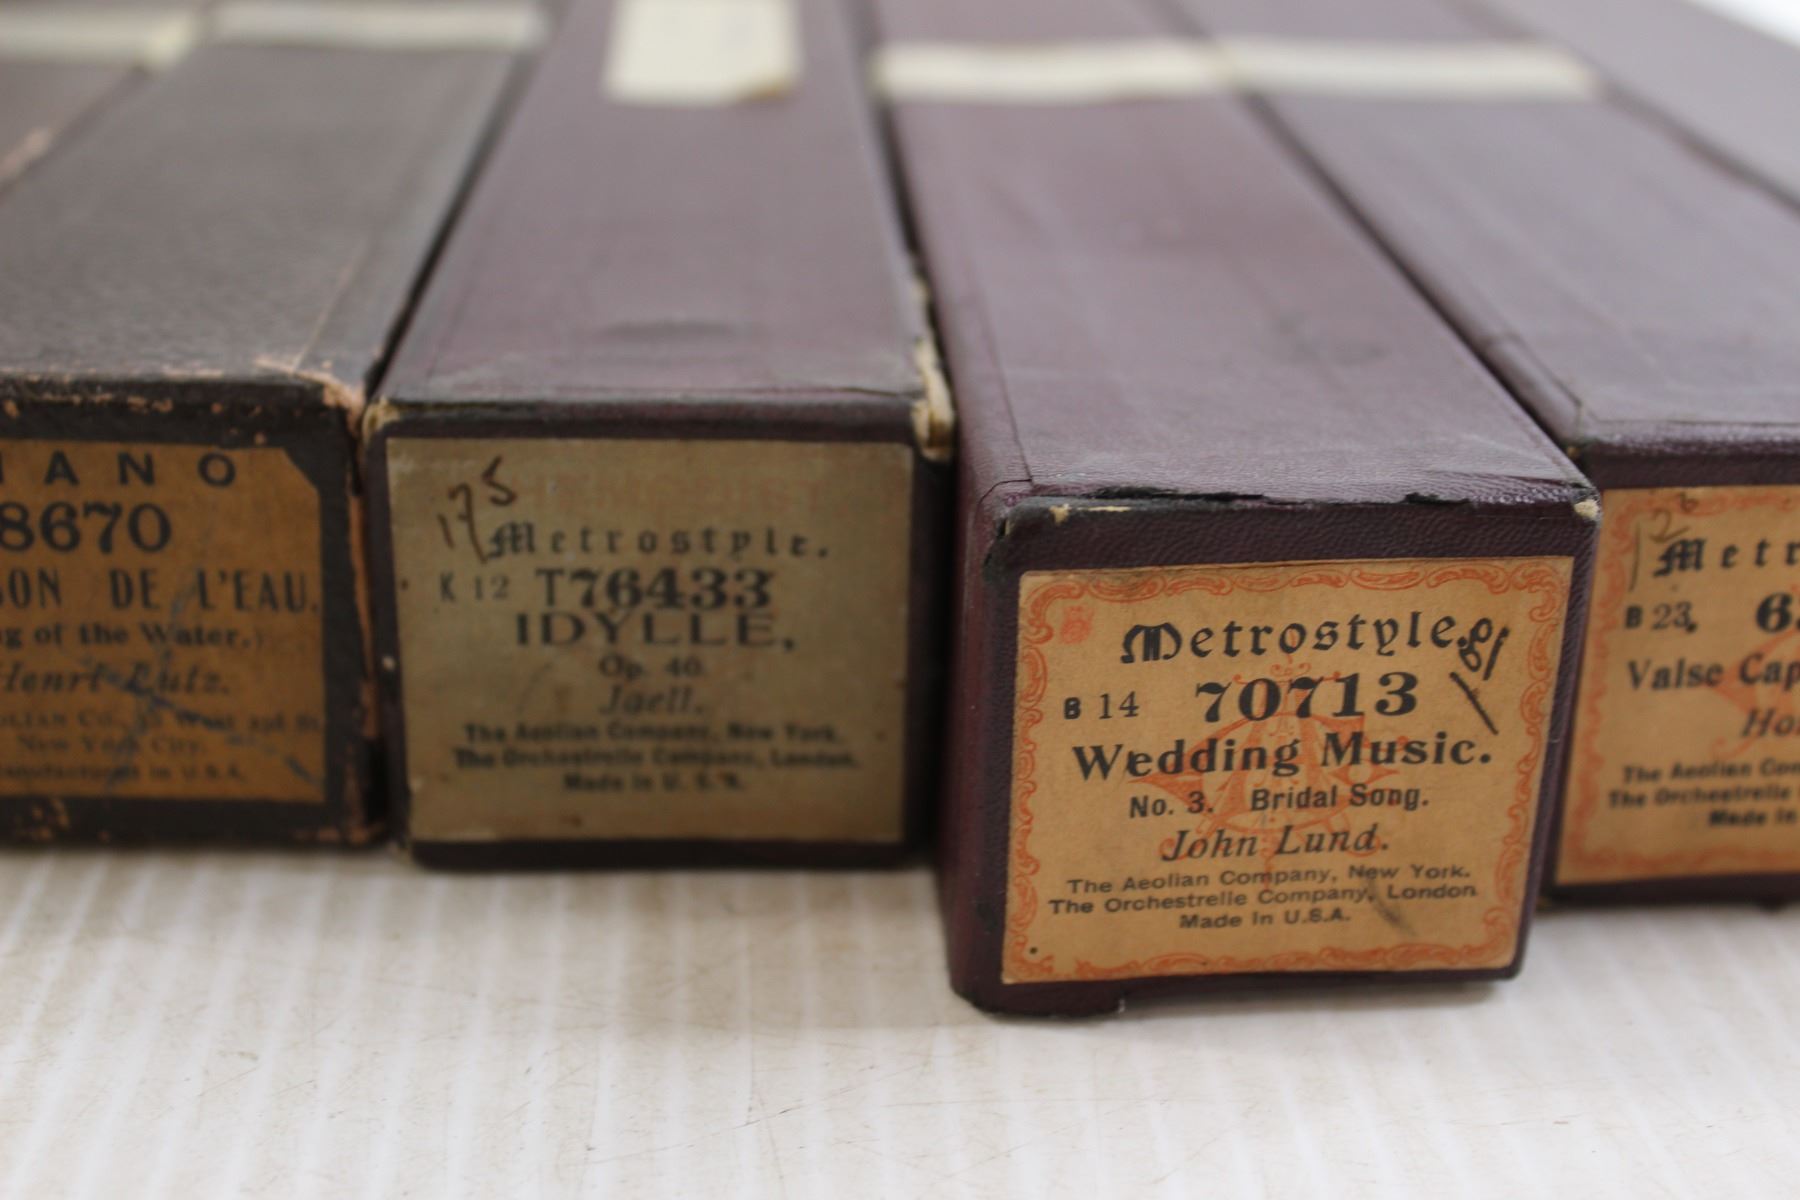 IANO
8670
SON DE L'EAU.
g of the Water.)
Henri Lutz.
New York City.
175
Metrostyle.
K 12 T76433
IDYLLE,
Op. 40.
Jaell.
The Aeolian Company, New York.
The Orchestrelle Company, London.
Made in U. S. A.
Metrostyle.
B 14 70713
Wedding Music.
No. 3. Bridal Song.
John Lund.
The Aeolian Company, New York.
The Orchestrelle Company, London
Made in U.S.A.
Metr
B 23.
Valse Cap
Ho
The Aeolian Com
The Orchestrelle
Made in